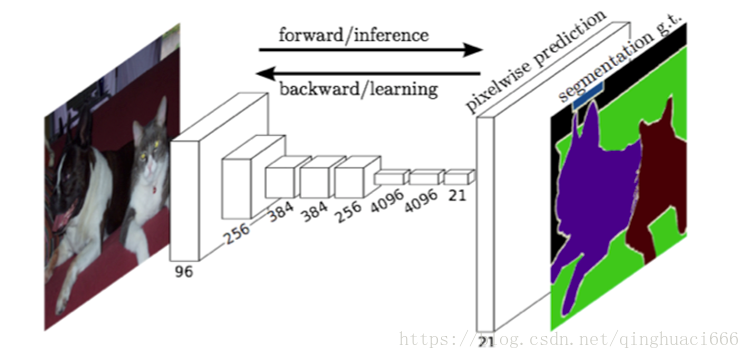 forward/inference
backward/learning
pixelwise prediction
segmentation g.t.
96
256
384
384
256
4096
4096
21
21
https://blog.csdn.net/qinghuaci666